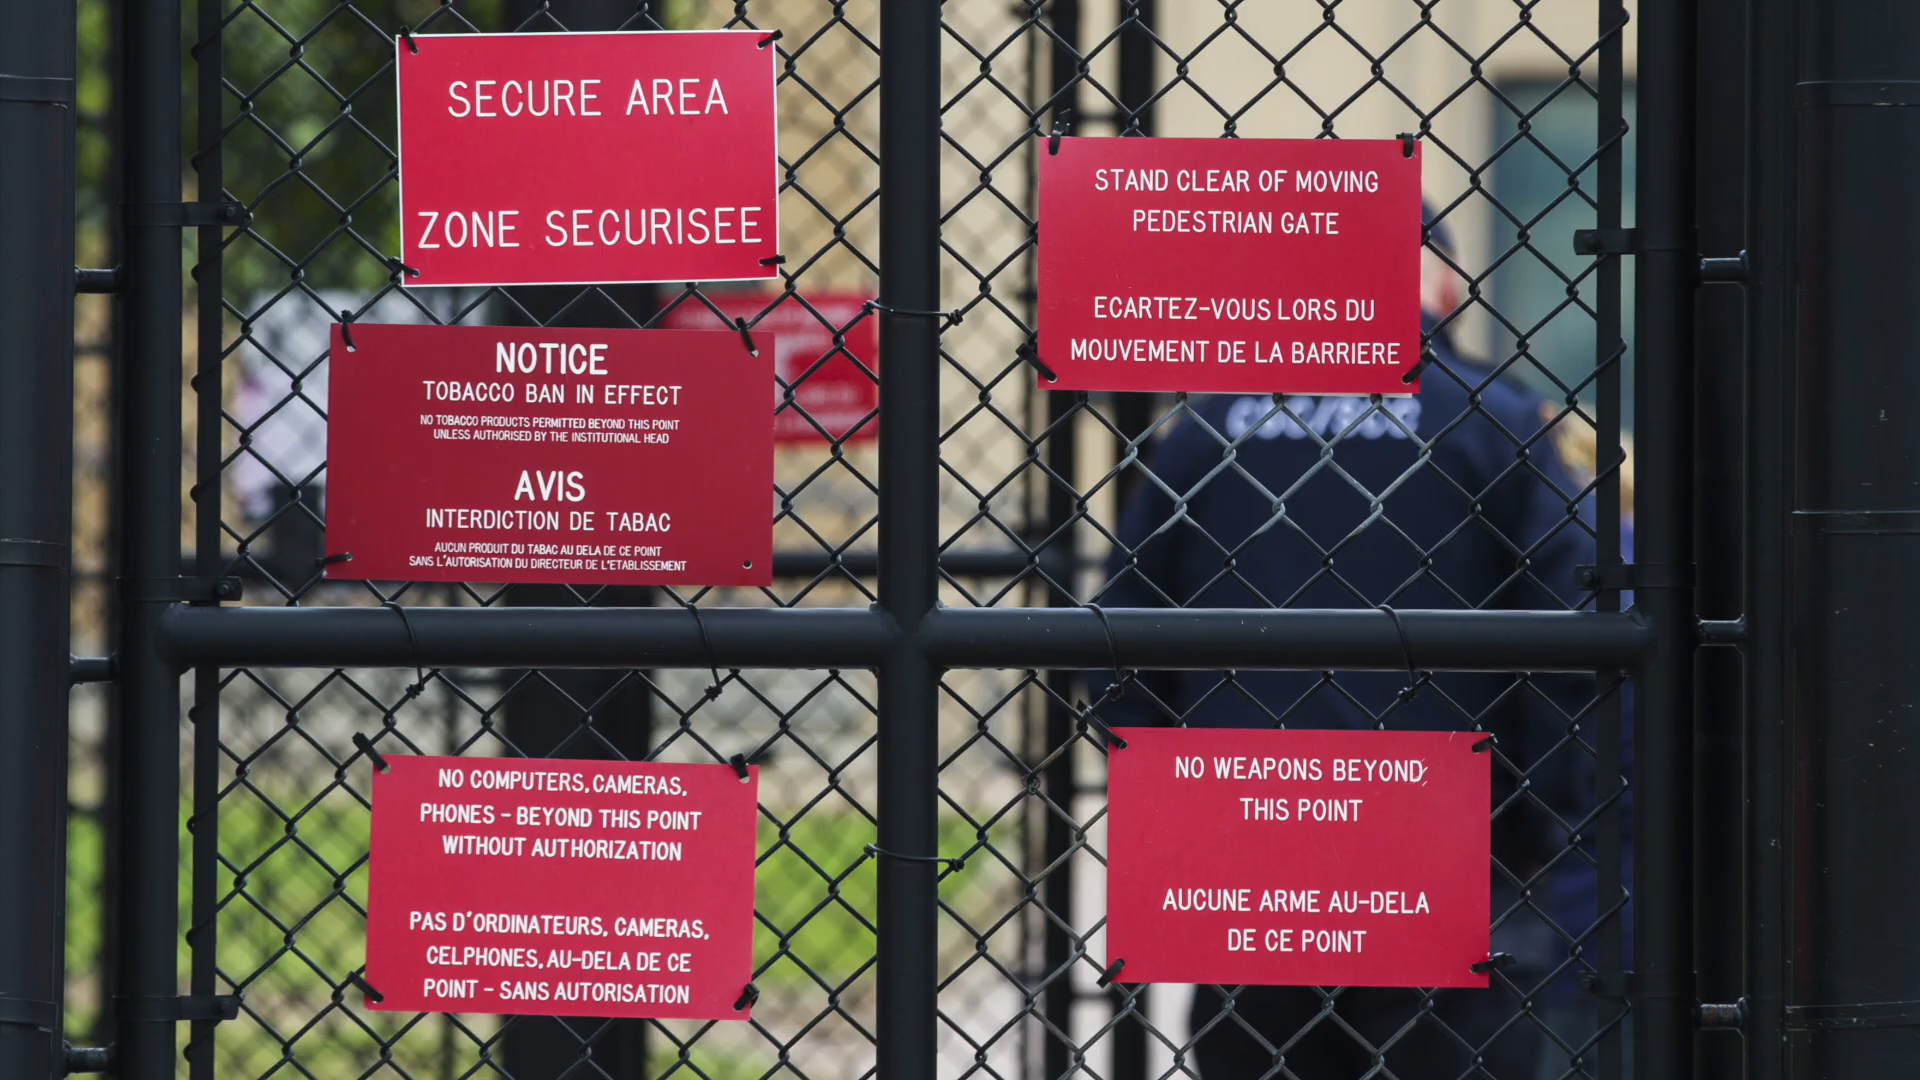 SECURE AREA
ZONE SECURISEE
NOTICE
TOBACCO BAN IN EFFECT
NO TOBACCO PRODUCTS PERMITTED BEYOND THIS POINT
UNLESS AUTHORISED BY THE INSTITUTIONAL HEAD
AVIS
INTERDICTION DE TABAC
AUCUN PRODUIT DU TABAC AU DELA DE CE POINT
SANS L'AUTORISATION DU DIRECTEUR DE L'ETABLISSEMENT
NO COMPUTERS, CAMERAS,
PHONES - BEYOND THIS POINT
WITHOUT AUTHORIZATION
PAS D'ORDINATEURS, CAMERAS,
CELPHONES, AU-DELA DE CE
POINT - SANS AUTORISATION
STAND CLEAR OF MOVING
PEDESTRIAN GATE
ECARTEZ-VOUS LORS DU
MOUVEMENT DE LA BARRIERE
CSC/SCC
NO WEAPONS BEYOND
THIS POINT
AUCUNE ARME AU-DELA
DE CE POINT